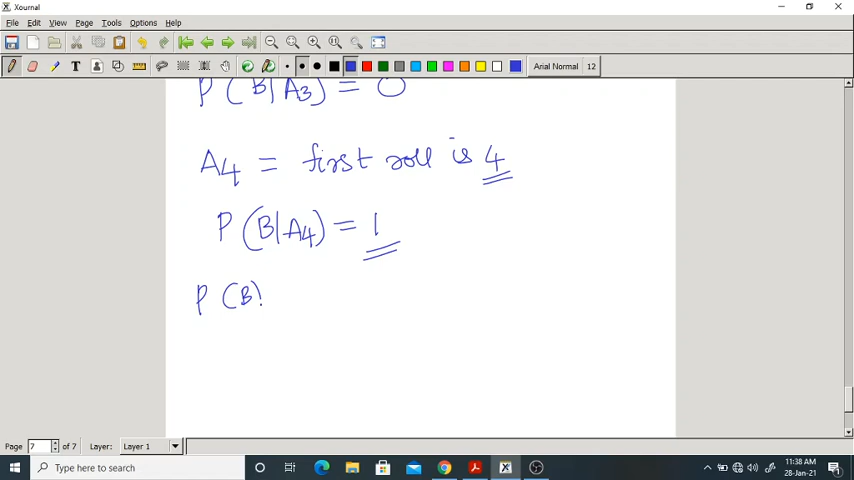 Xournal
File Edit View Page Tools Options Help
Arial Normal 12
P(B|A3) = 0
A4 = first roll is 4
P(B|A4) = 1
P(B)
Page 7 of 7 Layer: Layer 1
Type here to search
11:38 AM
28-Jan-21